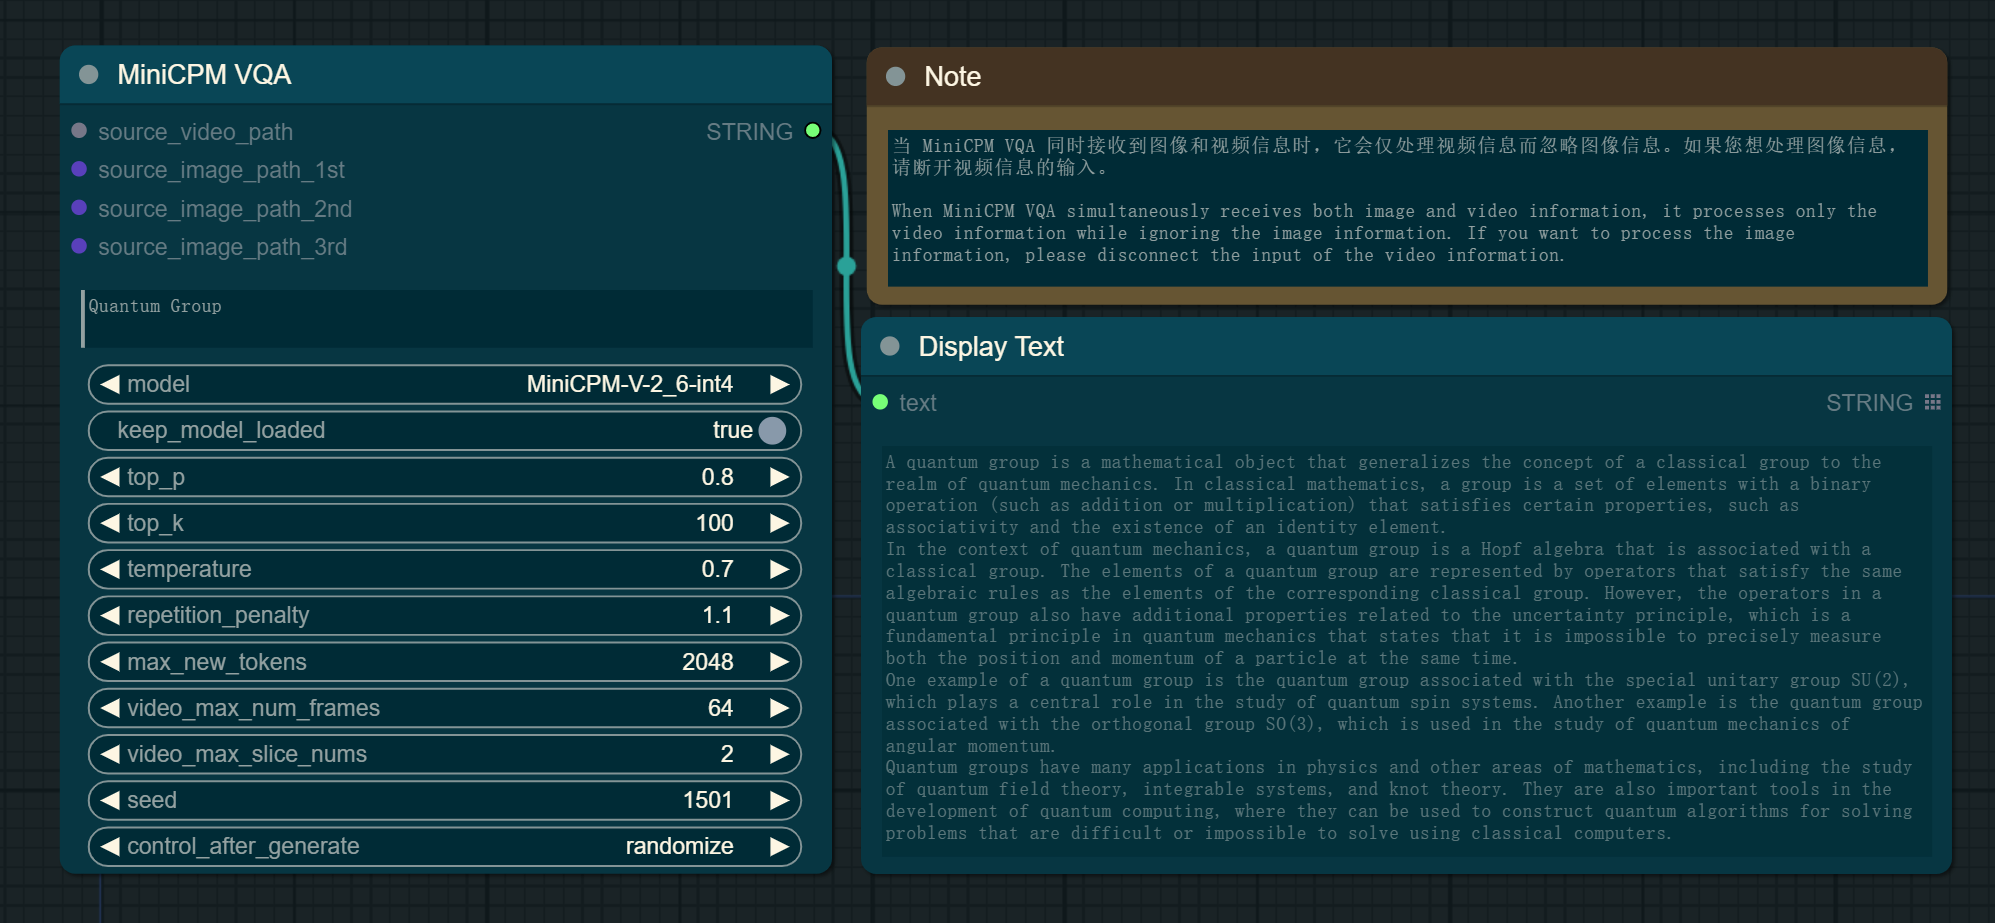 MiniCPM VQA
source_video_path
STRING
source_image_path_1st
source_image_path_2nd
source_image_path_3rd
Quantum Group
model MiniCPM-V-2_6-int4
keep_model_loaded true
top_p 0.8
top_k 100
temperature 0.7
repetition_penalty 1.1
max_new_tokens 2048
video_max_num_frames 64
video_max_slice_nums 2
seed 1501
control_after_generate randomize
Note
当 MiniCPM VQA 同时接收到图像和视频信息时，它会仅处理视频信息而忽略图像信息。如果您想处理图像信息，
请断开视频信息的输入。
When MiniCPM VQA simultaneously receives both image and video information, it processes only the
video information while ignoring the image information. If you want to process the image
information, please disconnect the input of the video information.
Display Text
text
STRING
A quantum group is a mathematical object that generalizes the concept of a classical group to the
realm of quantum mechanics. In classical mathematics, a group is a set of elements with a binary
operation (such as addition or multiplication) that satisfies certain properties, such as
associativity and the existence of an identity element.
In the context of quantum mechanics, a quantum group is a Hopf algebra that is associated with a
classical group. The elements of a quantum group are represented by operators that satisfy the same
algebraic rules as the elements of the corresponding classical group. However, the operators in a
quantum group also have additional properties related to the uncertainty principle, which is a
fundamental principle in quantum mechanics that states that it is impossible to precisely measure
both the position and momentum of a particle at the same time.
One example of a quantum group is the quantum group associated with the special unitary group SU(2),
which plays a central role in the study of quantum spin systems. Another example is the quantum group
associated with the orthogonal group SO(3), which is used in the study of quantum mechanics of
angular momentum.
Quantum groups have many applications in physics and other areas of mathematics, including the study
of quantum field theory, integrable systems, and knot theory. They are also important tools in the
development of quantum computing, where they can be used to construct quantum algorithms for solving
problems that are difficult or impossible to solve using classical computers.